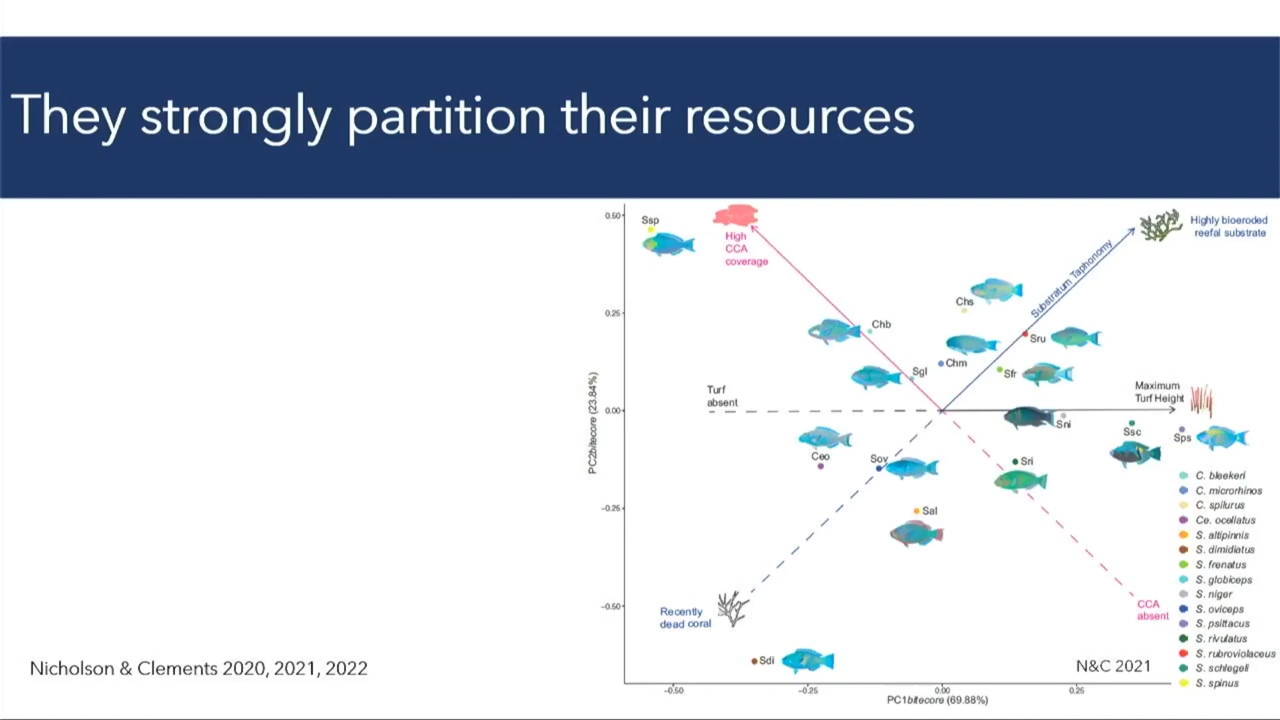 They strongly partition their resources
0.50
Ssp
High
CCA
coverage
Highly bioeroded
reefal substrate
Substratum Taphonomy
Chs
0.25
Chb
Sru
Chm
Sgl
Sfr
Turf
absent
Maximum
Turf Height
0.00
Sni
Ssc
Sps
PC2bitecore (23.84%)
Ceo
Sov
Sri
Sal
-0.25
C. bleekeri
C. microrhinos
C. spilurus
Ce. ocellatus
S. altipinnis
S. dimidiatus
S. frenatus
S. globiceps
S. niger
S. oviceps
S. psittacus
S. rivulatus
S. rubroviolaceus
S. schlegeli
S. spinus
-0.50
Recently
dead coral
CCA
absent
Sdi
Nicholson & Clements 2020, 2021, 2022
N&C 2021
-0.50
-0.25
0.00
0.25
PC1bitecore (69.88%)